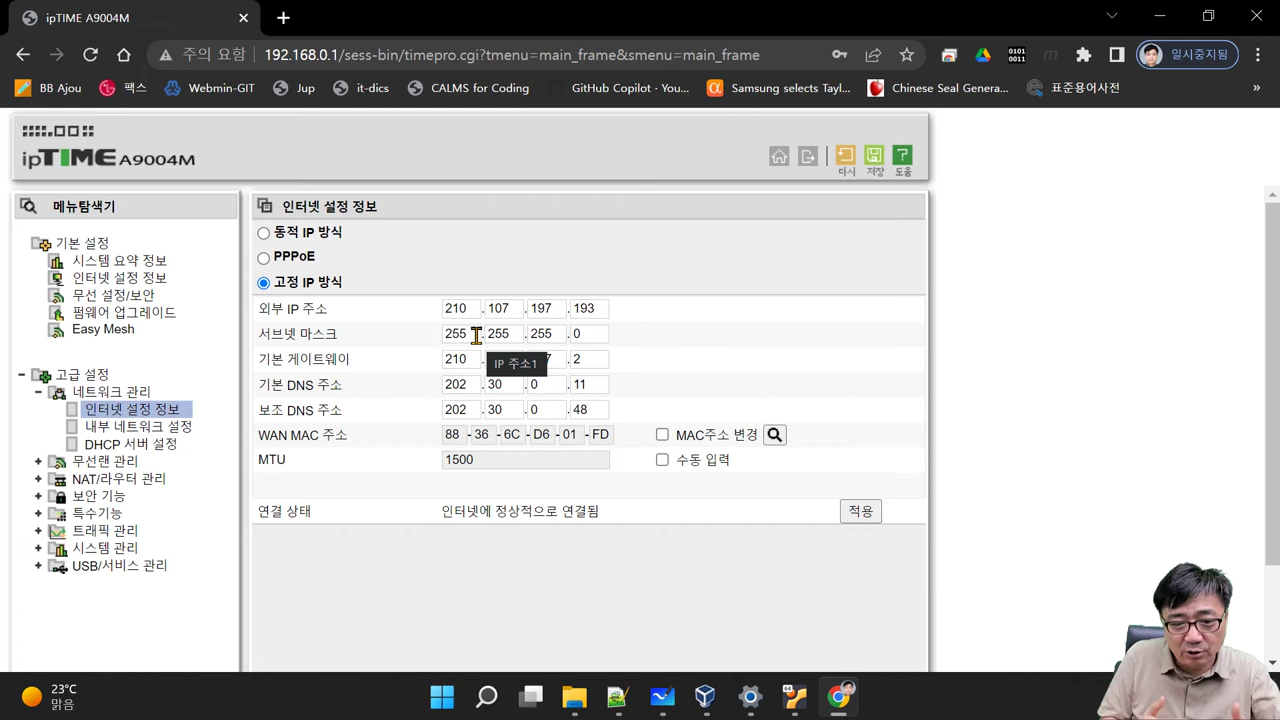 ipTIME A9004M
주의 요함 192.168.0.1/sess-bin/timepro.cgi?tmenu=main_frame&smenu=main_frame 0101 0011 m 일시중지됨
BB Ajou 팩스 Webmin-GIT Jup it-dics CALMS for Coding GitHub Copilot · You... Samsung selects Tayl... Chinese Seal Genera... 표준용어사전 »
ipTIME A9004M
다시 저장 도움
메뉴탐색기
기본 설정
시스템 요약 정보
인터넷 설정 정보
무선 설정/보안
펌웨어 업그레이드
Easy Mesh
고급 설정
네트워크 관리
인터넷 설정 정보
내부 네트워크 설정
DHCP 서버 설정
무선랜 관리
NAT/라우터 관리
보안 기능
특수기능
트래픽 관리
시스템 관리
USB/서비스 관리
인터넷 설정 정보
동적 IP 방식
PPPoE
고정 IP 방식
외부 IP 주소 210 . 107 . 197 . 193
서브넷 마스크 255 . 255 . 255 . 0
기본 게이트웨이 210 . 7 . 2
IP 주소1
기본 DNS 주소 202 . 30 . 0 . 11
보조 DNS 주소 202 . 30 . 0 . 48
WAN MAC 주소 88 - 36 - 6C - D6 - 01 - FD MAC주소 변경
MTU 1500 수동 입력
연결 상태 인터넷에 정상적으로 연결됨 적용
23°C
맑음